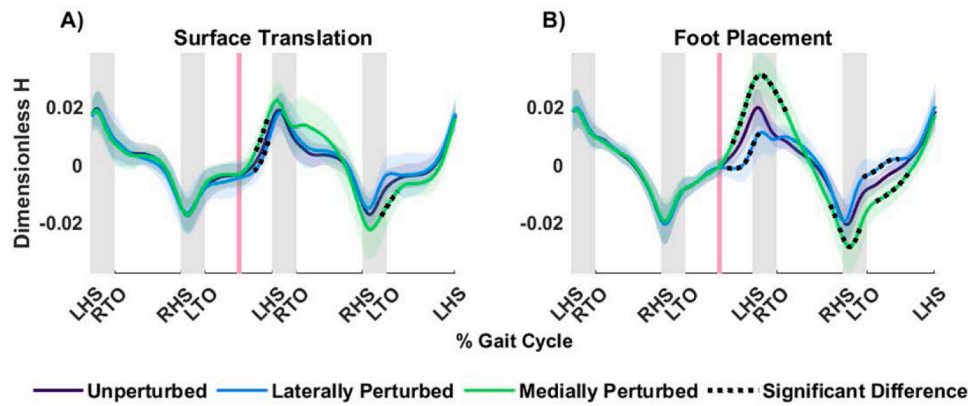 A)
Surface Translation
B)
Foot Placement
Dimensionless H
0.02
0
-0.02
LHS
RTO
RHS
LTO
LHS
RTO
RHS
LTO
LHS
0.02
0
-0.02
LHS
RTO
RHS
LTO
LHS
RTO
RHS
LTO
LHS
% Gait Cycle
Unperturbed Laterally Perturbed Medially Perturbed Significant Difference